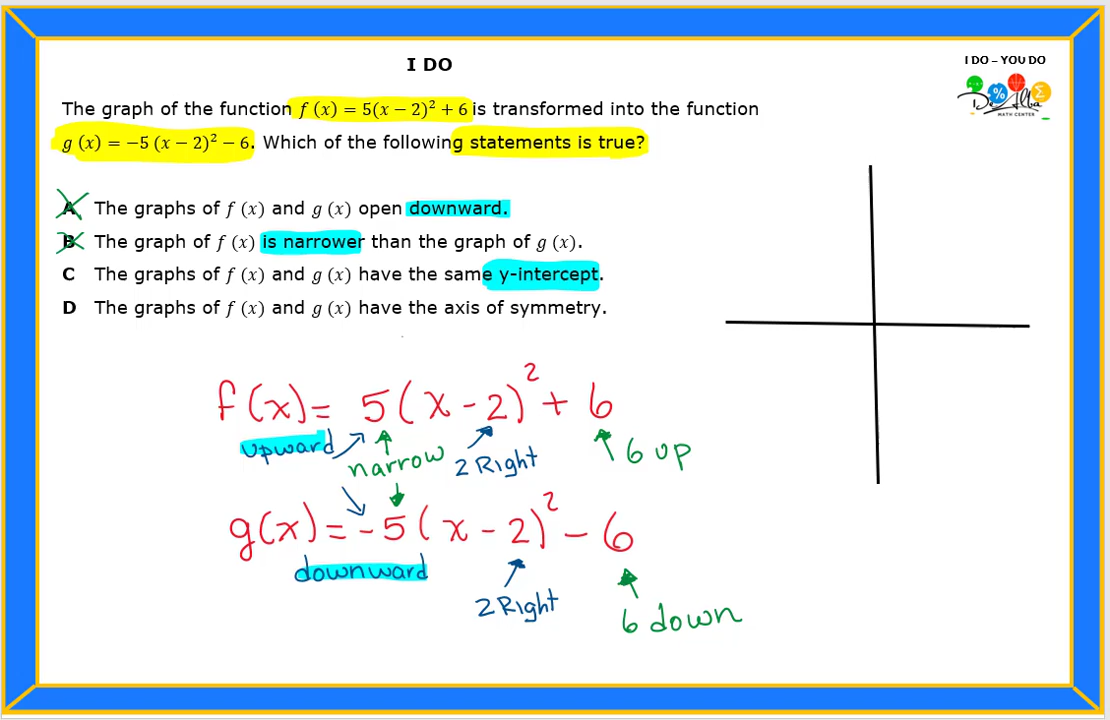 I DO
I DO – YOU DO
De Alba
MATH CENTER
The graph of the function f (x) = 5(x − 2)² + 6 is transformed into the function
g (x) = −5 (x − 2)² − 6. Which of the following statements is true?
A The graphs of f (x) and g (x) open downward.
B The graph of f (x) is narrower than the graph of g (x).
C The graphs of f (x) and g (x) have the same y-intercept.
D The graphs of f (x) and g (x) have the axis of symmetry.
f(x) = 5(x - 2)² + 6
upward narrow 2 Right 6 up
g(x) = -5(x - 2)² - 6
downward 2 Right 6 down